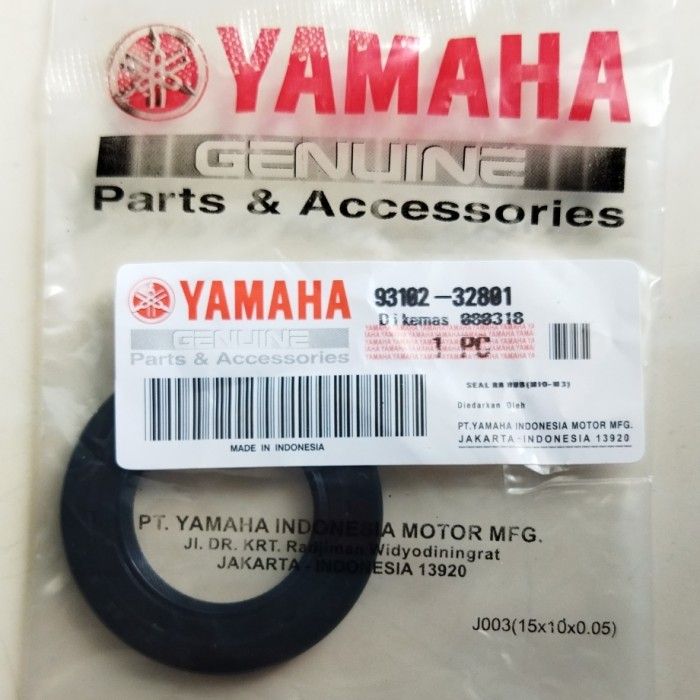 YAMAHA
GENUINE
Parts & Accessories
YAMAHA
GENUINE
Parts & Accessories
93102-32801
Dikemas 080318
1 PC
Diedarkan Oleh
PT.YAMAHA INDONESIA MOTOR MFG.
JAKARTA-INDONESIA 13920
MADE IN INDONESIA
PT. YAMAHA INDONESIA MOTOR MFG.
Jl. DR. KRT. Radjiman Widyodiningrat
JAKARTA - INDONESIA 13920
J003(15x10x0.05)